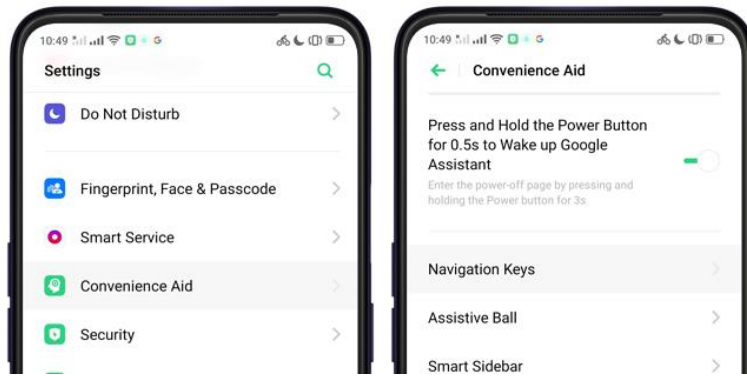 10:49
Settings
Do Not Disturb
Fingerprint, Face & Passcode
Smart Service
Convenience Aid
Security
10:49
Convenience Aid
Press and Hold the Power Button
for 0.5s to Wake up Google
Assistant
Enter the power-off page by pressing and
holding the Power button for 3s.
Navigation Keys
Assistive Ball
Smart Sidebar